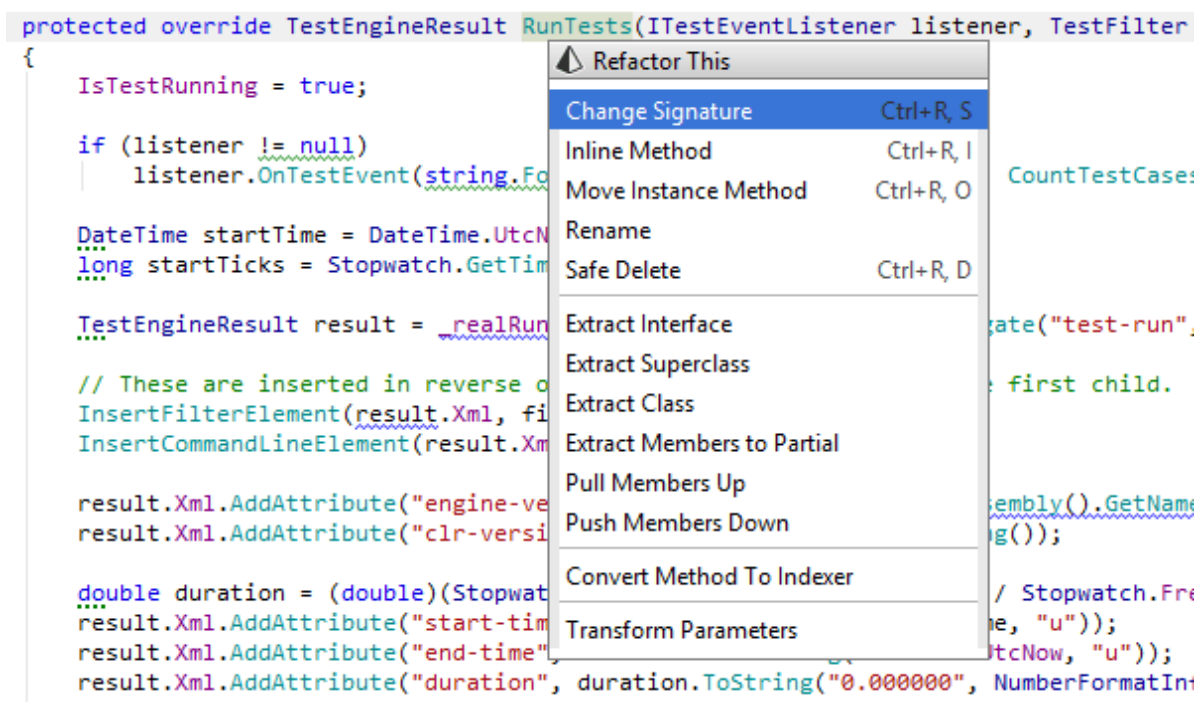 protected override TestEngineResult RunTests(ITestEventListener listener, TestFilter
{
Refactor This
IsTestRunning = true;
Change Signature Ctrl+R, S
if (listener != null)
Inline Method Ctrl+R, I
listener.OnTestEvent(string.Fo CountTestCases
Move Instance Method Ctrl+R, O
DateTime startTime = DateTime.UtcN
Rename
long startTicks = Stopwatch.GetTim
Safe Delete Ctrl+R, D
TestEngineResult result = _realRun gate("test-run",
Extract Interface
Extract Superclass
// These are inserted in reverse o first child.
Extract Class
InsertFilterElement(result.Xml, fi
InsertCommandLineElement(result.Xm
Extract Members to Partial
Pull Members Up
result.Xml.AddAttribute("engine-ve sembly().GetName
Push Members Down
result.Xml.AddAttribute("clr-versi g());
Convert Method To Indexer
double duration = (double)(Stopwat / Stopwatch.Fre
result.Xml.AddAttribute("start-tim e, "u"));
Transform Parameters
result.Xml.AddAttribute("end-time" tcNow, "u"));
result.Xml.AddAttribute("duration", duration.ToString("0.000000", NumberFormatInf